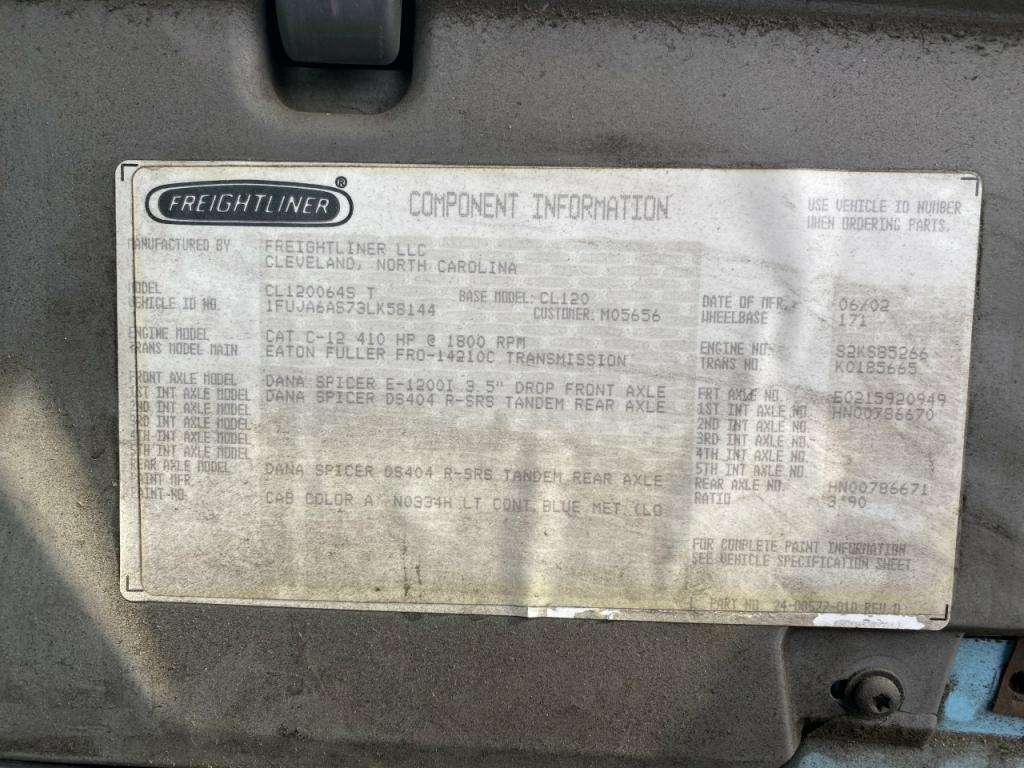 FREIGHTLINER ®
COMPONENT INFORMATION
USE VEHICLE ID NUMBER
WHEN ORDERING PARTS.
MANUFACTURED BY FREIGHTLINER LLC
CLEVELAND, NORTH CAROLINA
MODEL CL120064S T BASE MODEL: CL120 DATE OF MFR. 06/02
VEHICLE ID NO. 1FUJA6AS73LK58144 CUSTOMER: M05656 WHEELBASE 171
ENGINE MODEL CAT C-12 410 HP @ 1800 RPM ENGINE NO. S2KS85266
TRANS MODEL MAIN EATON FULLER FRO-14210C TRANSMISSION TRANS NO. K0185665
FRONT AXLE MODEL DANA SPICER E-1200I 3.5" DROP FRONT AXLE FRT AXLE NO. E0215920949
1ST INT AXLE MODEL DANA SPICER DS404 R-SRS TANDEM REAR AXLE 1ST INT AXLE NO. HN00786670
2ND INT AXLE MODEL 2ND INT AXLE NO.
3RD INT AXLE MODEL 3RD INT AXLE NO.
4TH INT AXLE MODEL 4TH INT AXLE NO.
5TH INT AXLE MODEL 5TH INT AXLE NO.
REAR AXLE MODEL DANA SPICER DS404 R-SRS TANDEM REAR AXLE REAR AXLE NO. HN00786671
PAINT MFR. RATIO 3.90
PAINT NO. CAB COLOR A: N0334H LT CONT BLUE MET (LO
FOR COMPLETE PAINT INFORMATION
SEE VEHICLE SPECIFICATION SHEET
PART NO. 24-00577-010 REV D